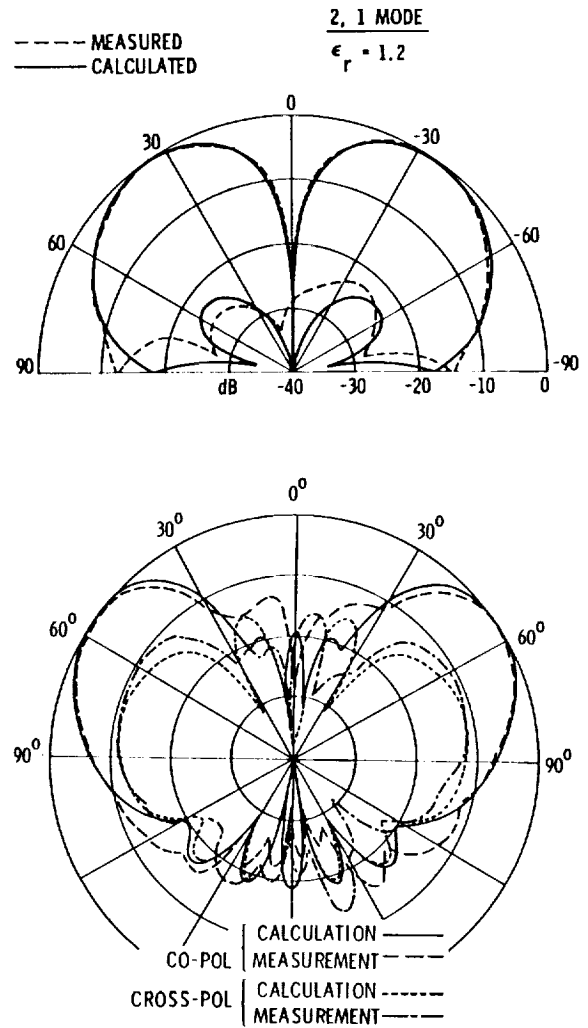 2, 1 MODE
MEASURED
CALCULATED
ϵr = 1.2
0
30
-30
60
-60
90
dB
-40
-30
-20
-10
0
-90
0°
30°
30°
60°
60°
90°
90°
CO-POL
CALCULATION
MEASUREMENT
CROSS-POL
CALCULATION
MEASUREMENT